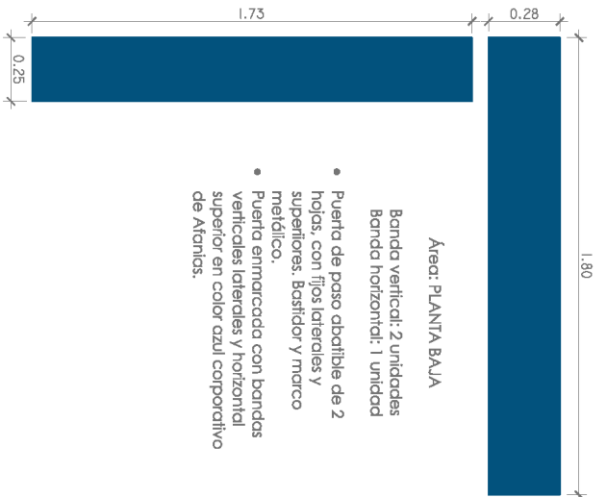 1.73
0.28
0.25
1.80
Área: PLANTA BAJA
Banda vertical: 2 unidades
Banda horizontal: 1 unidad
• Puerta de paso abatible de 2
hojas, con fijos laterales y
superiores. Bastidor y marco
metálico.
• Puerta enmarcada con bandas
verticales laterales y horizontal
superior en color azul corporativo
de Afanias.